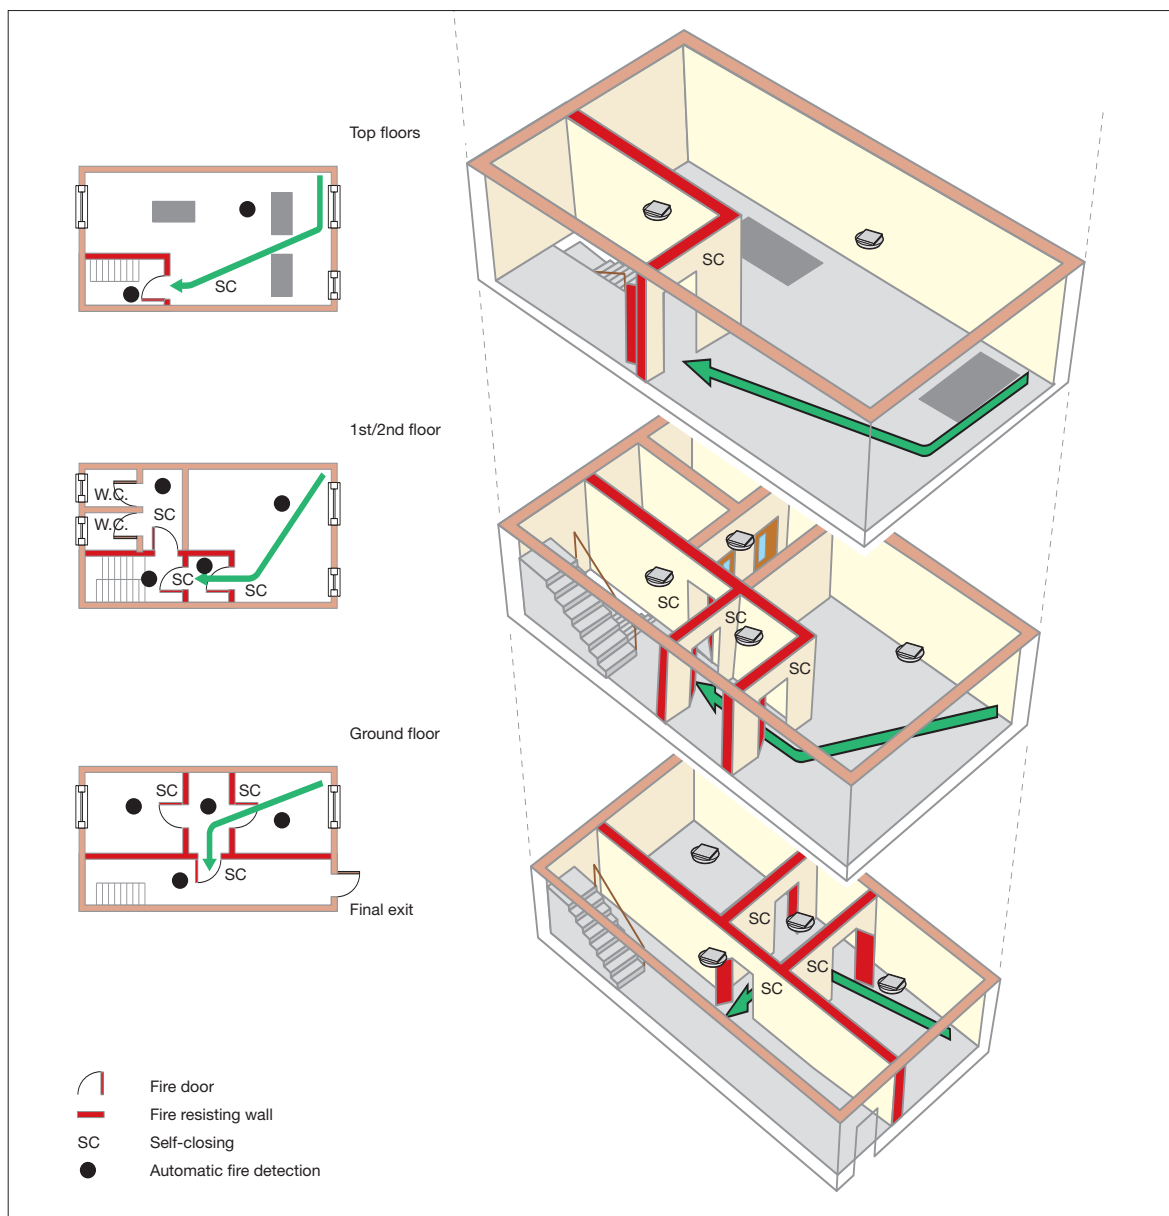 Top floors
SC
SC
1st/2nd floor
W.C.
SC
W.C.
SC
SC
SC
SC
SC
Ground floor
SC
SC
SC
Final exit
SC
SC
SC
Fire door
Fire resisting wall
SC
Self-closing
Automatic fire detection